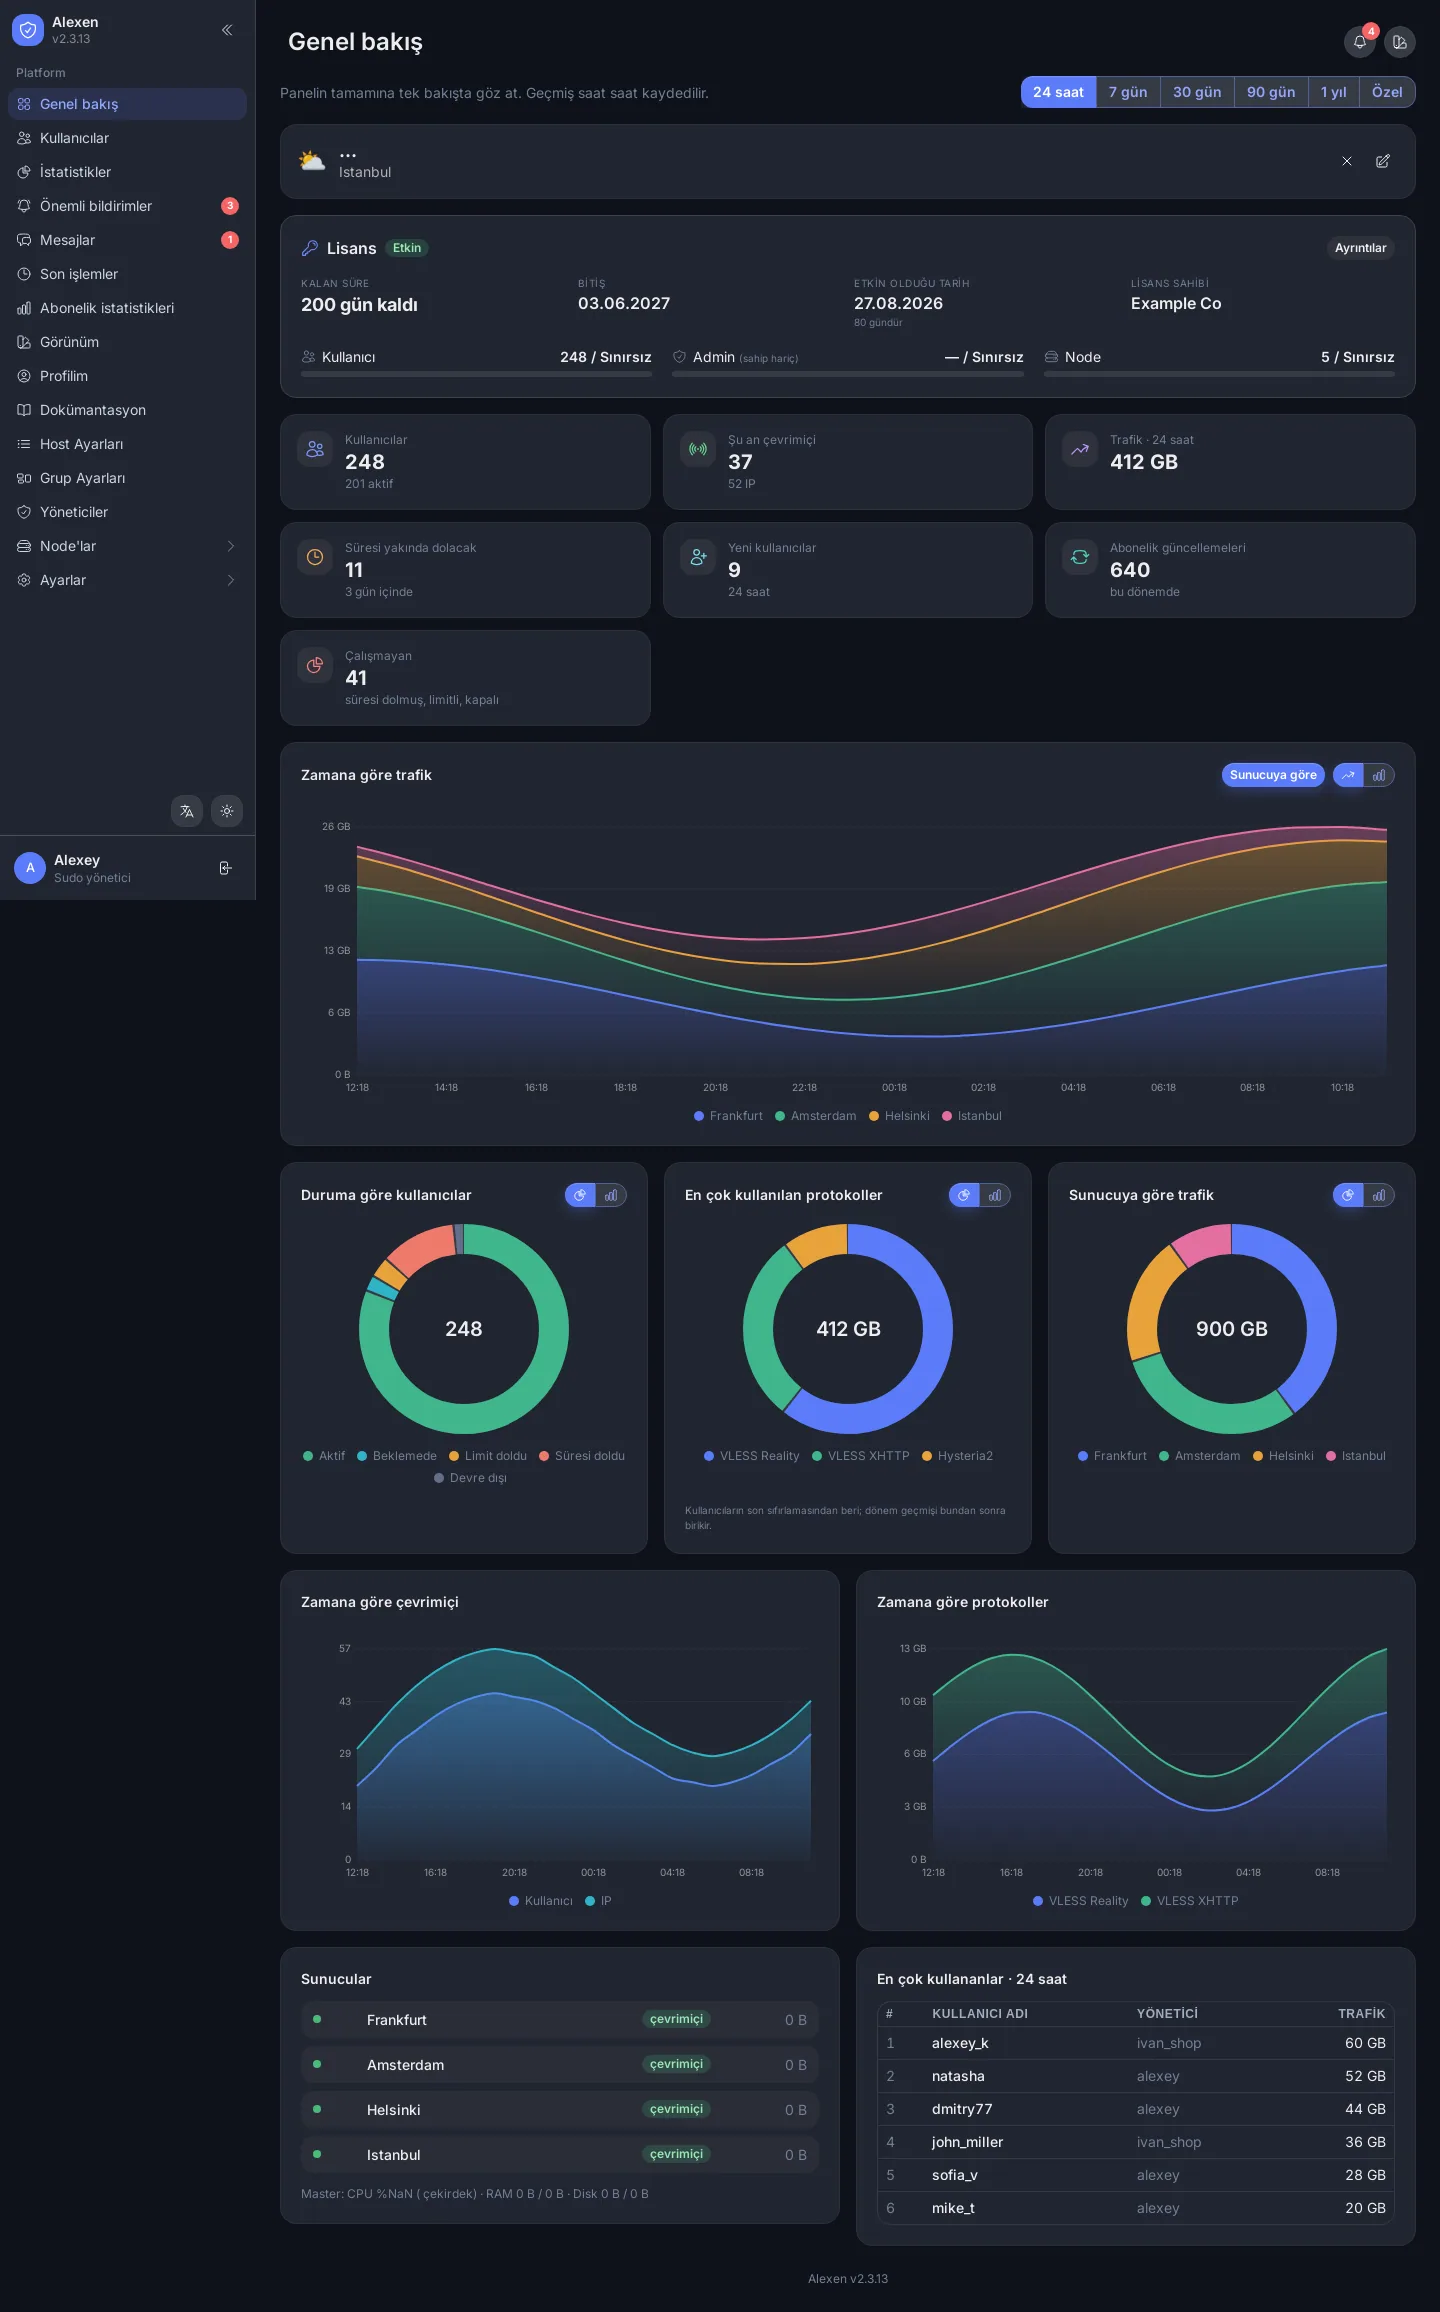 Alexen
v2.3.13
Platform
Genel bakış
Kullanıcılar
İstatistikler
Önemli bildirimler 3
Mesajlar 1
Son işlemler
Abonelik istatistikleri
Görünüm
Profilim
Dokümantasyon
Host Ayarları
Grup Ayarları
Yöneticiler
Node'lar
Ayarlar
A
Alexey
Sudo yönetici
Genel bakış
4
Panelin tamamına tek bakışta göz at. Geçmiş saat saat kaydedilir.
24 saat 7 gün 30 gün 90 gün 1 yıl Özel
...
Istanbul
Lisans Etkin Ayrıntılar
KALAN SÜRE BİTİŞ ETKİN OLDUĞU TARİH LİSANS SAHİBİ
200 gün kaldı 03.06.2027 27.08.2026 Example Co
80 gündür
Kullanıcı 248 / Sınırsız Admin (sahip hariç) — / Sınırsız Node 5 / Sınırsız
Kullanıcılar
248
201 aktif
Şu an çevrimiçi
37
52 IP
Trafik · 24 saat
412 GB
Süresi yakında dolacak
11
3 gün içinde
Yeni kullanıcılar
9
24 saat
Abonelik güncellemeleri
640
bu dönemde
Çalışmayan
41
süresi dolmuş, limitli, kapalı
Zamana göre trafik Sunucuya göre
26 GB
19 GB
13 GB
6 GB
0 B
12:18 14:18 16:18 18:18 20:18 22:18 00:18 02:18 04:18 06:18 08:18 10:18
Frankfurt Amsterdam Helsinki Istanbul
Duruma göre kullanıcılar
248
Aktif Beklemede Limit doldu Süresi doldu
Devre dışı
En çok kullanılan protokoller
412 GB
VLESS Reality VLESS XHTTP Hysteria2
Kullanıcıların son sıfırlamasından beri; dönem geçmişi bundan sonra
birikir.
Sunucuya göre trafik
900 GB
Frankfurt Amsterdam Helsinki Istanbul
Zamana göre çevrimiçi
57
43
29
14
0
12:18 16:18 20:18 00:18 04:18 08:18
Kullanıcı IP
Zamana göre protokoller
13 GB
10 GB
6 GB
3 GB
0 B
12:18 16:18 20:18 00:18 04:18 08:18
VLESS Reality VLESS XHTTP
Sunucular
Frankfurt çevrimiçi 0 B
Amsterdam çevrimiçi 0 B
Helsinki çevrimiçi 0 B
Istanbul çevrimiçi 0 B
Master: CPU %NaN ( çekirdek) · RAM 0 B / 0 B · Disk 0 B / 0 B
En çok kullananlar · 24 saat
# KULLANICI ADI YÖNETİCİ TRAFİK
1 alexey_k ivan_shop 60 GB
2 natasha alexey 52 GB
3 dmitry77 alexey 44 GB
4 john_miller ivan_shop 36 GB
5 sofia_v alexey 28 GB
6 mike_t alexey 20 GB
Alexen v2.3.13